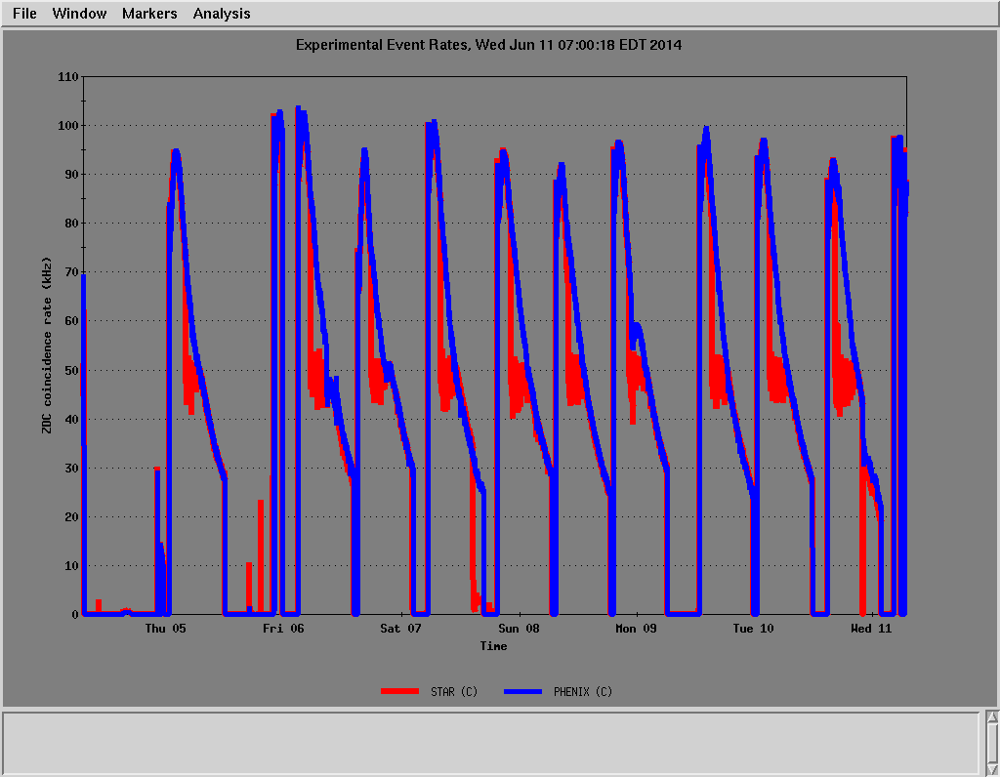 File Window Markers Analysis
Experimental Event Rates, Wed Jun 11 07:00:18 EDT 2014
110
100
90
80
70
60
50
40
30
20
10
0
ZDC coincidence rate (kHz)
Thu 05 Fri 06 Sat 07 Sun 08 Mon 09 Tue 10 Wed 11
Time
STAR (C) PHENIX (C)